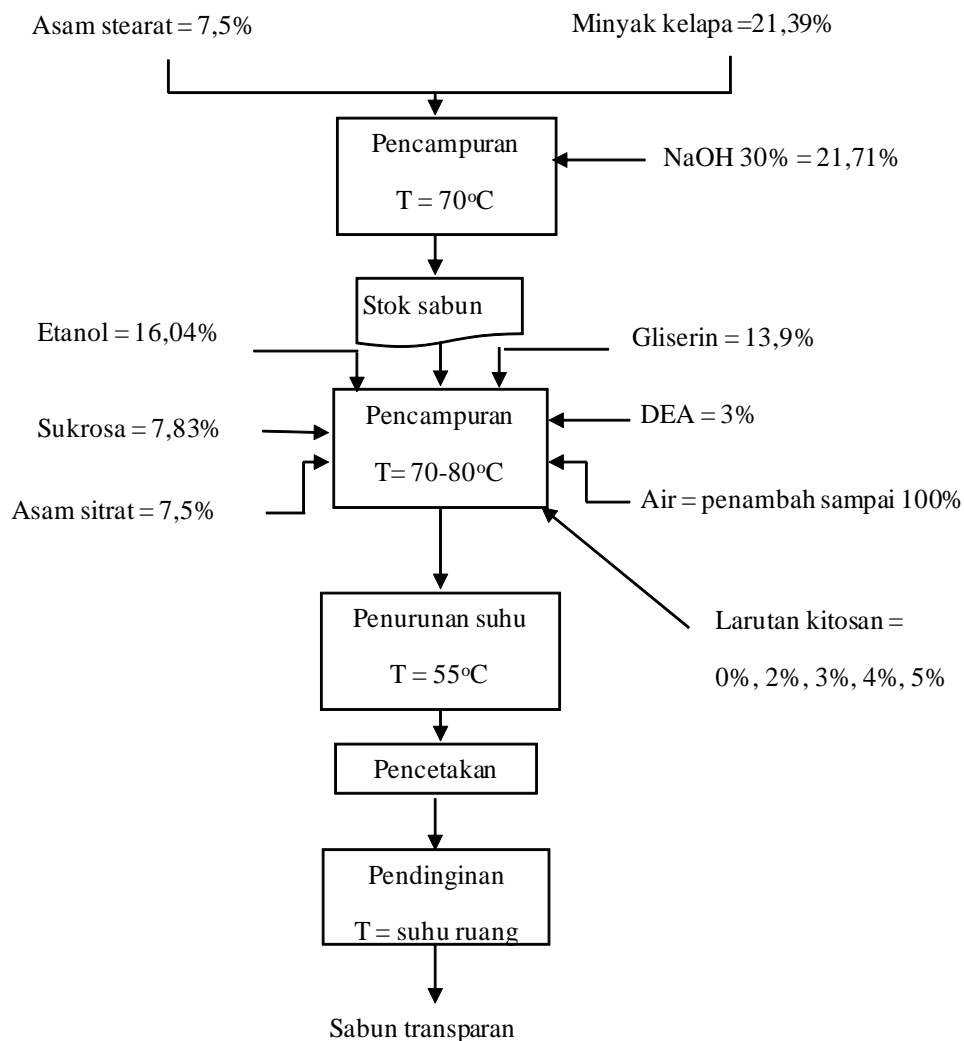 Asam stearat = 7,5%
Minyak kelapa =21,39%
Pencampuran
T = 70°C
NaOH 30% = 21,71%
Stok sabun
Etanol = 16,04%
Gliserin = 13,9%
Pencampuran
T= 70-80°C
Sukrosa = 7,83%
DEA = 3%
Asam sitrat = 7,5%
Air = penambah sampai 100%
Penurunan suhu
T = 55°C
Larutan kitosan =
0%, 2%, 3%, 4%, 5%
Pencetakan
Pendinginan
T = suhu ruang
Sabun transparan